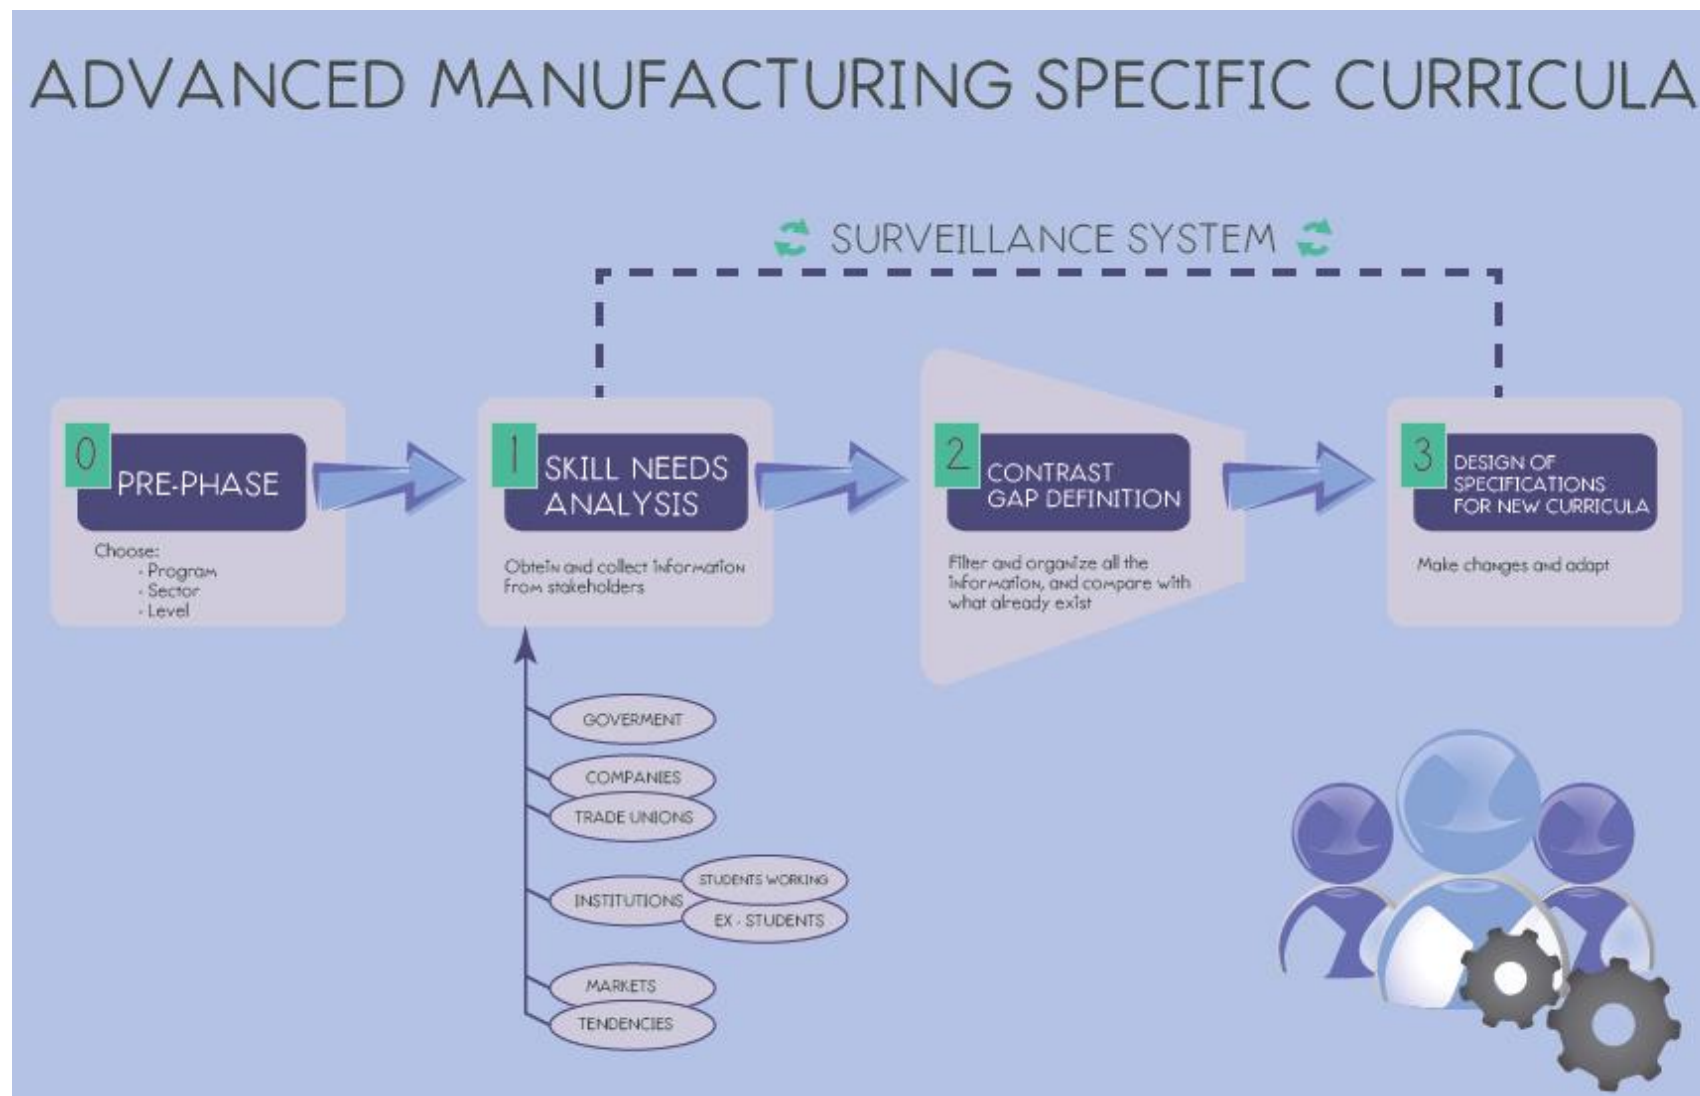 ADVANCED MANUFACTURING SPECIFIC CURRICULA
SURVEILLANCE SYSTEM
0
PRE-PHASE
Choose:
- Program
- Sector
- Level
1
SKILL NEEDS
ANALYSIS
Obtein and collect information
from stakeholders
2
CONTRAST
GAP DEFINITION
Filter and organize all the
information, and compare with
what already exist
3
DESIGN OF
SPECIFICATIONS
FOR NEW CURRICULA
Make changes and adapt
GOVERMENT
COMPANIES
TRADE UNIONS
INSTITUTIONS
STUDENTS WORKING
EX - STUDENTS
MARKETS
TENDENCIES